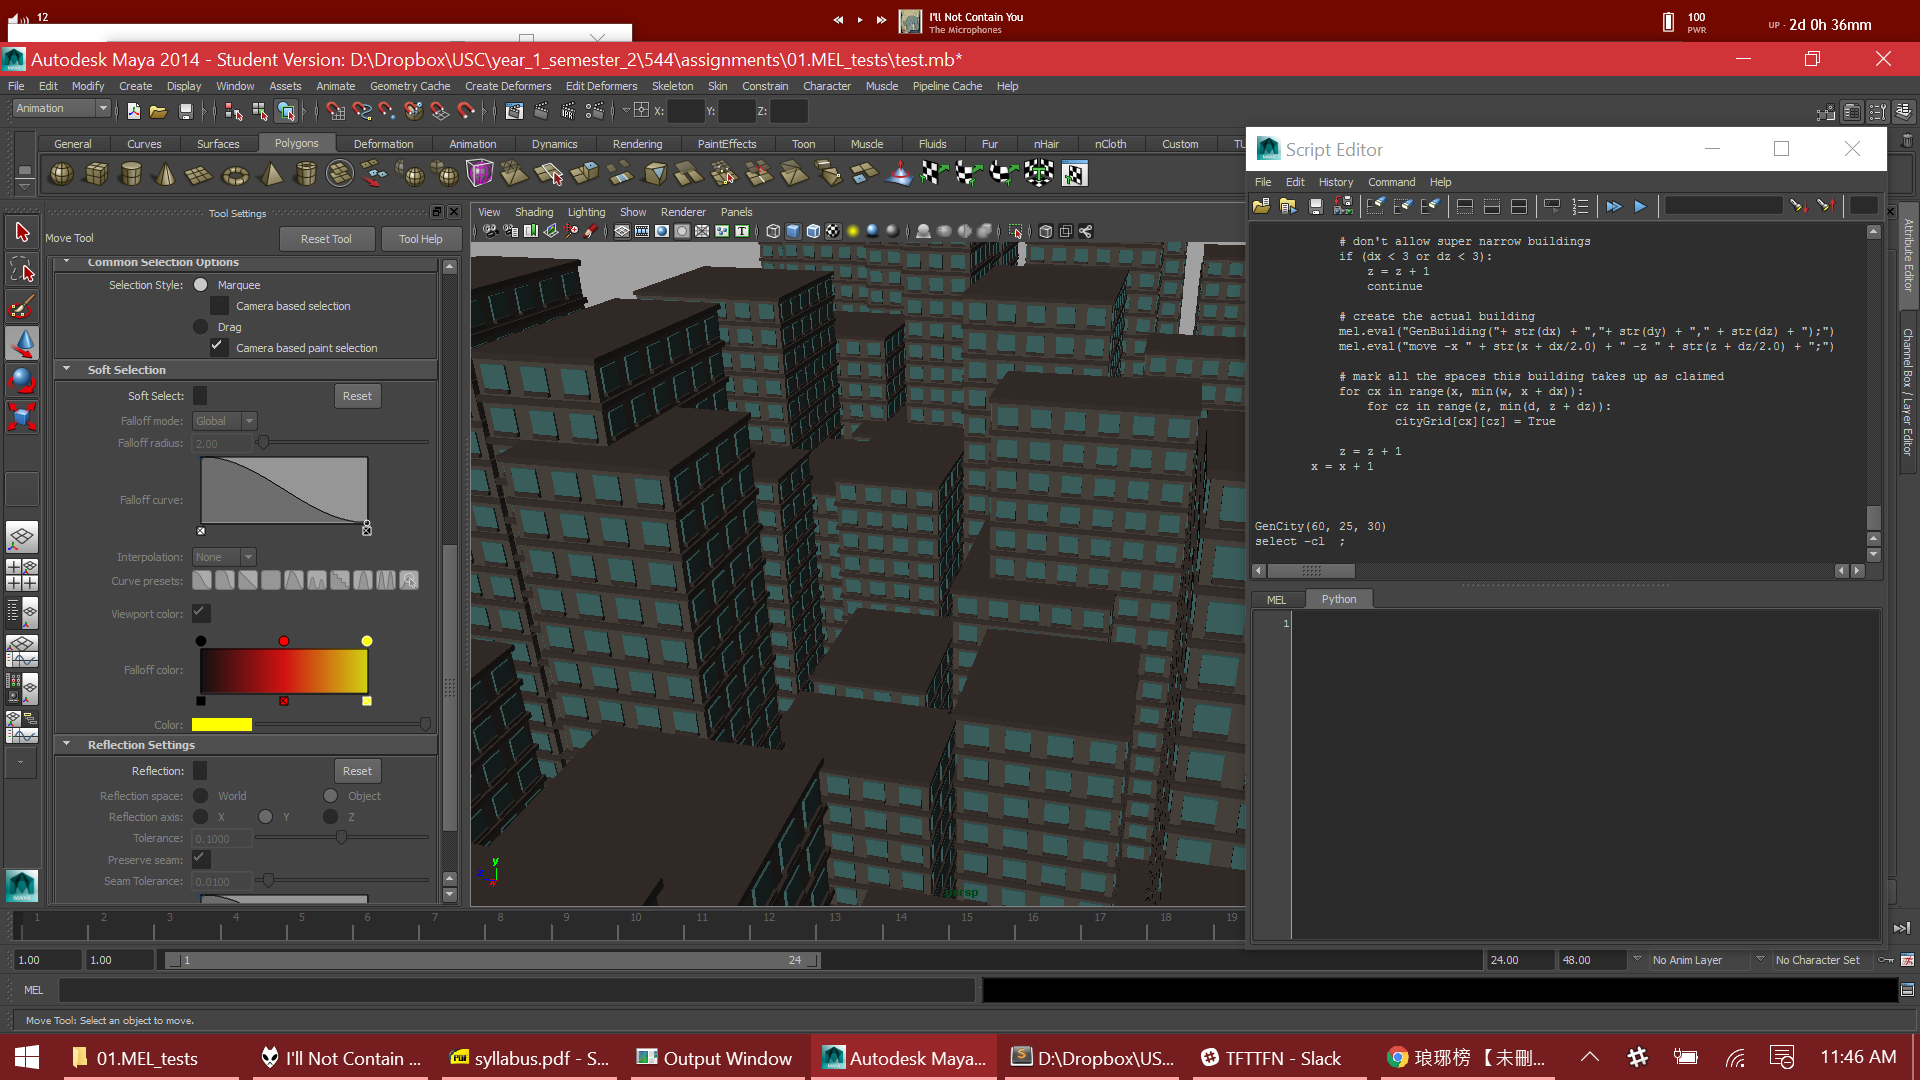 12
I'll Not Contain You
The Microphones
100
PWR
UP - 2d 0h 36mm
Autodesk Maya 2014 - Student Version: D:\Dropbox\USC\year_1_semester_2\544\assignments\01.MEL_tests\test.mb*
File Edit Modify Create Display Window Assets Animate Geometry Cache Create Deformers Edit Deformers Skeleton Skin Constrain Character Muscle Pipeline Cache Help
Animation
X: Y: Z:
General Curves Surfaces Polygons Deformation Animation Dynamics Rendering PaintEffects Toon Muscle Fluids Fur nHair nCloth Custom TU
Tool Settings
Move Tool
Reset Tool
Tool Help
Common Selection Options
Selection Style: Marquee
Camera based selection
Drag
Camera based paint selection
Soft Selection
Soft Select:
Reset
Falloff mode: Global
Falloff radius: 2.00
Falloff curve:
Interpolation: None
Curve presets:
Viewport color:
Falloff color:
Color:
Reflection Settings
Reflection:
Reset
Reflection space: World Object
Reflection axis: X Y Z
Tolerance: 0.1000
Preserve seam:
Seam Tolerance: 0.0100
View Shading Lighting Show Renderer Panels
y
persp
Script Editor
File Edit History Command Help
# don't allow super narrow buildings
if (dx < 3 or dz < 3):
z = z + 1
continue
# create the actual building
mel.eval("GenBuilding("+ str(dx) + ","+ str(dy) + "," + str(dz) + ");")
mel.eval("move -x " + str(x + dx/2.0) + " -z " + str(z + dz/2.0) + ";")
# mark all the spaces this building takes up as claimed
for cx in range(x, min(w, x + dx)):
for cz in range(z, min(d, z + dz)):
cityGrid[cx][cz] = True
z = z + 1
x = x + 1
GenCity(60, 25, 30)
select -cl  ;
MEL Python
1
Attribute Editor
Channel Box / Layer Editor
1 2 3 4 5 6 7 8 9 10 11 12 13 14 15 16 17 18 19
1.00 1.00 1 24 24.00 48.00 No Anim Layer No Character Set
MEL
Move Tool: Select an object to move.
01.MEL_tests
I'll Not Contain ...
syllabus.pdf - S...
Output Window
Autodesk Maya...
D:\Dropbox\US...
TFTTFN - Slack
琅琊榜 【未刪...
11:46 AM